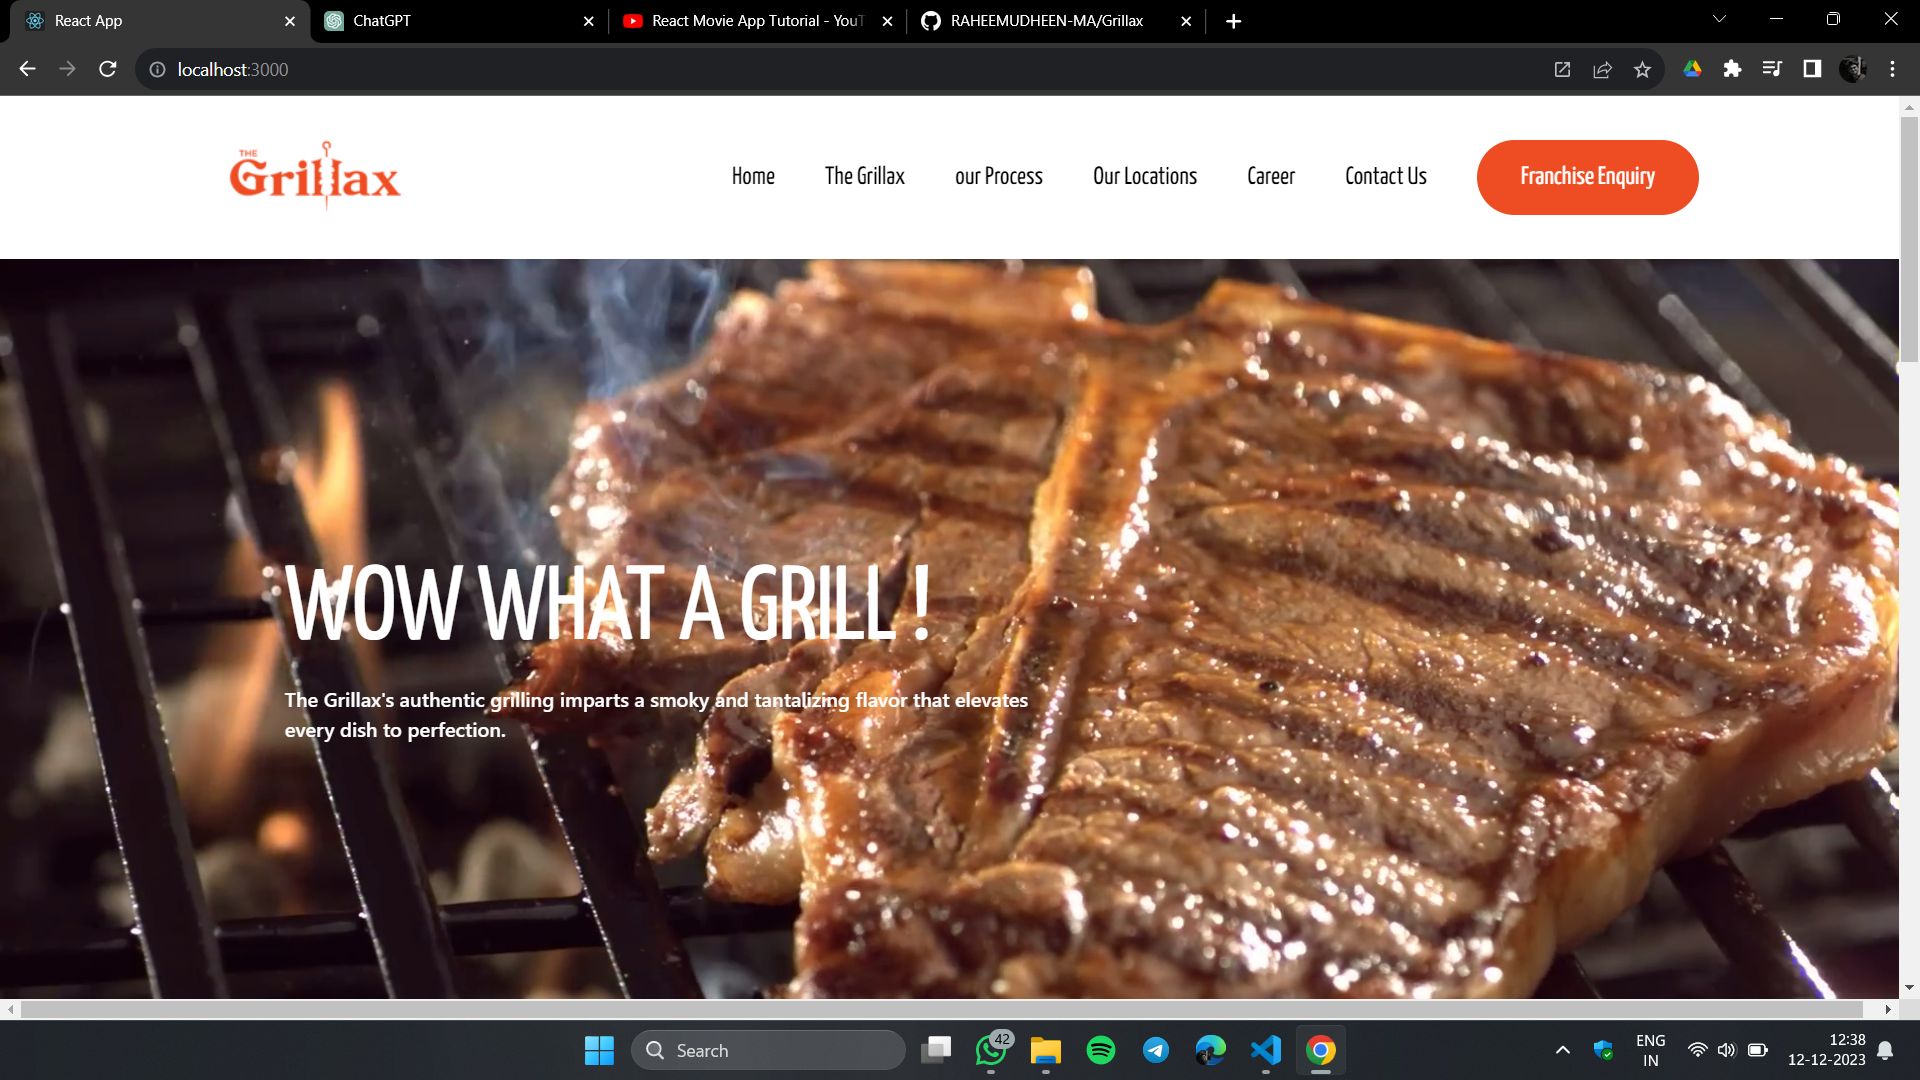 React App
ChatGPT
React Movie App Tutorial - YouT
RAHEEMUDHEEN-MA/Grillax
localhost:3000
THE
Grillax
Home
The Grillax
our Process
Our Locations
Career
Contact Us
Franchise Enquiry
WOW WHAT A GRILL !
The Grillax's authentic grilling imparts a smoky and tantalizing flavor that elevates
every dish to perfection.
Search
42
ENG
IN
12:38
12-12-2023